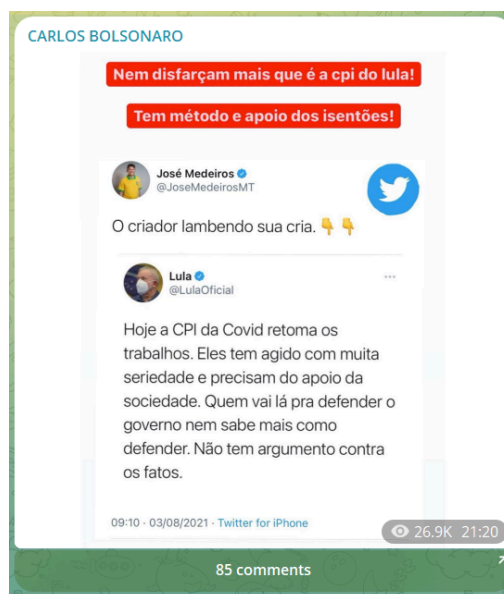 CARLOS BOLSONARO
Nem disfarçam mais que é a cpi do lula!
Tem método e apoio dos isentões!
José Medeiros
@JoseMedeirosMT
O criador lambendo sua cria. 👇 👇
Lula
@LulaOficial
Hoje a CPI da Covid retoma os
trabalhos. Eles tem agido com muita
seriedade e precisam do apoio da
sociedade. Quem vai lá pra defender o
governo nem sabe mais como
defender. Não tem argumento contra
os fatos.
09:10 · 03/08/2021 · Twitter for iPhone
26.9K 21:20
85 comments